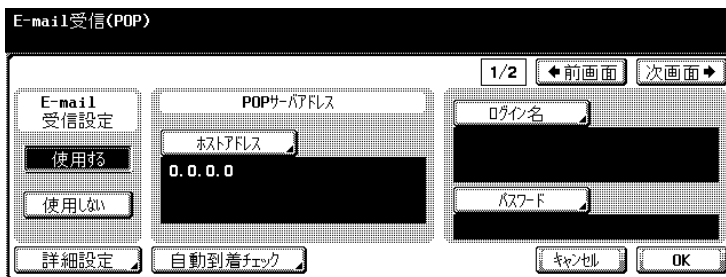 E-mail受信(POP)
1/2
←前画面
次画面→
E-mail
受信設定
使用する
使用しない
POPサーバアドレス
ホストアドレス
0.0.0.0
ログイン名
パスワード
詳細設定
自動到着チェック
キャンセル
OK